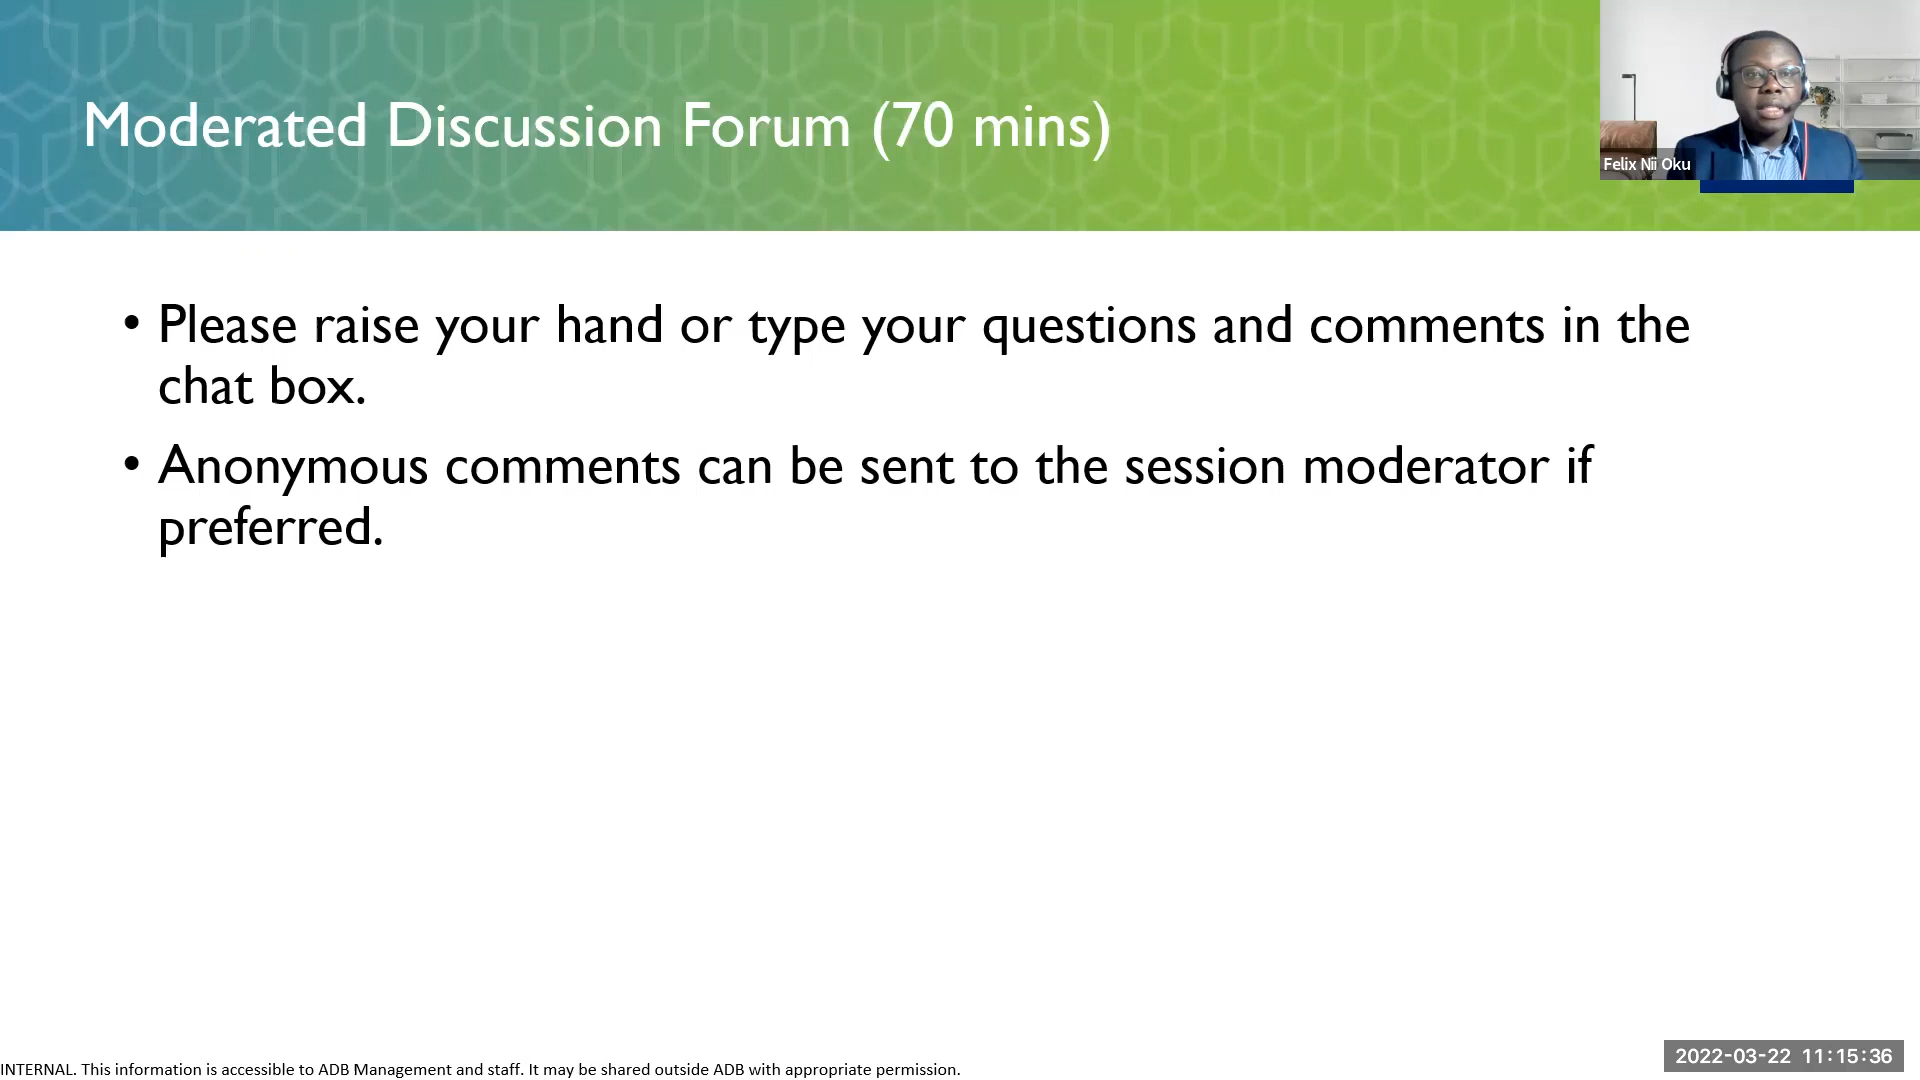 Moderated Discussion Forum (70 mins)
Felix Nii Oku
• Please raise your hand or type your questions and comments in the
chat box.
• Anonymous comments can be sent to the session moderator if
preferred.
INTERNAL. This information is accessible to ADB Management and staff. It may be shared outside ADB with appropriate permission.
2022-03-22 11:15:36